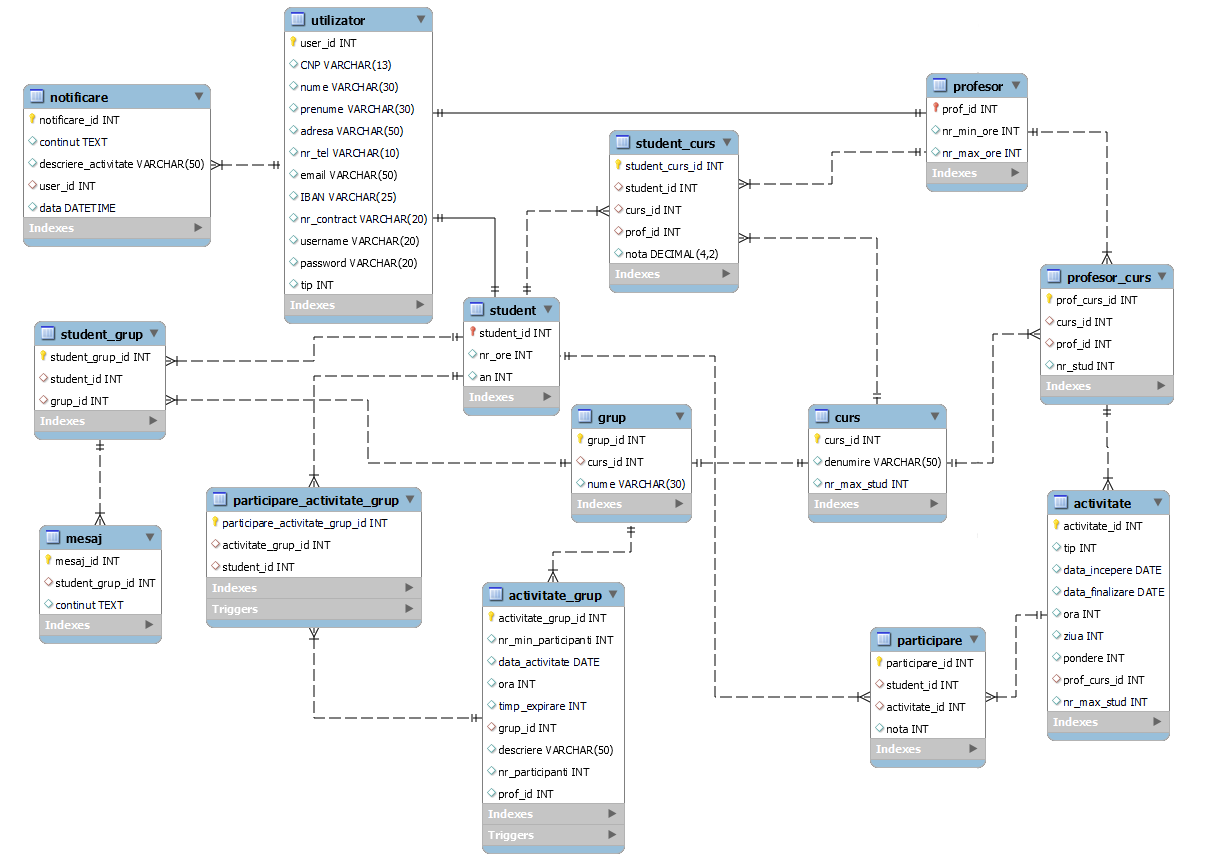 utilizator
user_id INT
CNP VARCHAR(13)
nume VARCHAR(30)
prenume VARCHAR(30)
adresa VARCHAR(50)
nr_tel VARCHAR(10)
email VARCHAR(50)
IBAN VARCHAR(25)
nr_contract VARCHAR(20)
username VARCHAR(20)
password VARCHAR(20)
tip INT
Indexes
notificare
notificare_id INT
continut TEXT
descriere_activitate VARCHAR(50)
user_id INT
data DATETIME
Indexes
profesor
prof_id INT
nr_min_ore INT
nr_max_ore INT
Indexes
student_curs
student_curs_id INT
student_id INT
curs_id INT
prof_id INT
nota DECIMAL(4,2)
Indexes
profesor_curs
prof_curs_id INT
curs_id INT
prof_id INT
nr_stud INT
Indexes
student
student_id INT
nr_ore INT
an INT
Indexes
student_grup
student_grup_id INT
student_id INT
grup_id INT
Indexes
grup
grup_id INT
curs_id INT
nume VARCHAR(30)
Indexes
curs
curs_id INT
denumire VARCHAR(50)
nr_max_stud INT
Indexes
participare_activitate_grup
participare_activitate_grup_id INT
activitate_grup_id INT
student_id INT
Indexes
Triggers
activitate
activitate_id INT
tip INT
data_incepere DATE
data_finalizare DATE
ora INT
ziua INT
pondere INT
prof_curs_id INT
nr_max_stud INT
Indexes
mesaj
mesaj_id INT
student_grup_id INT
continut TEXT
Indexes
activitate_grup
activitate_grup_id INT
nr_min_participanti INT
data_activitate DATE
ora INT
timp_expirare INT
grup_id INT
descriere VARCHAR(50)
nr_participanti INT
prof_id INT
Indexes
Triggers
participare
participare_id INT
student_id INT
activitate_id INT
nota INT
Indexes